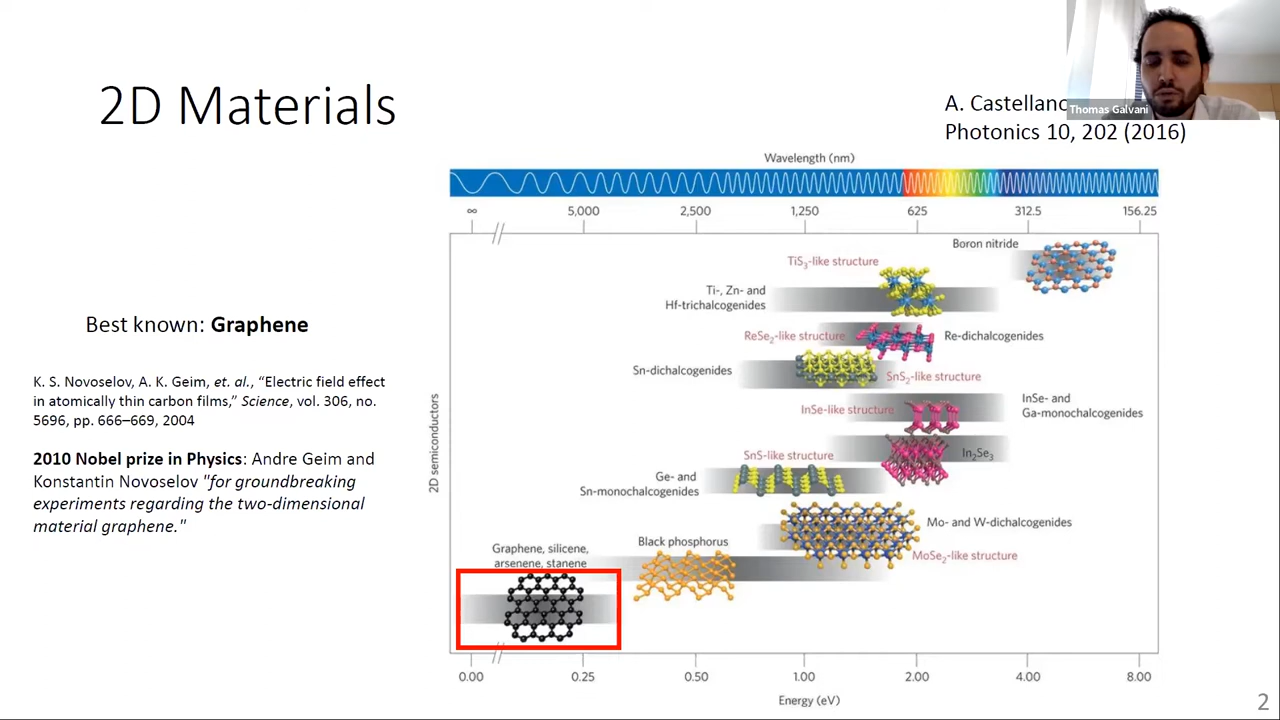 2D Materials
A. Castellanc
Photonics 10, 202 (2016)
Thomas Galvani
Wavelength (nm)
∞ 5,000 2,500 1,250 625 312.5 156.25
Boron nitride
TiS₃-like structure
Ti-, Zn- and
Hf-trichalcogenides
ReSe₂-like structure
Re-dichalcogenides
Sn-dichalcogenides
SnS₂-like structure
InSe-like structure
InSe- and
Ga-monochalcogenides
In₂Se₃
SnS-like structure
Ge- and
Sn-monochalcogenides
Mo- and W-dichalcogenides
MoSe₂-like structure
Black phosphorus
Graphene, silicene,
arsenene, stanene
2D semiconductors
0.00 0.25 0.50 1.00 2.00 4.00 8.00
Energy (eV)
Best known: Graphene
K. S. Novoselov, A. K. Geim, et. al., “Electric field effect
in atomically thin carbon films,” Science, vol. 306, no.
5696, pp. 666–669, 2004
2010 Nobel prize in Physics: Andre Geim and
Konstantin Novoselov "for groundbreaking
experiments regarding the two-dimensional
material graphene."
2